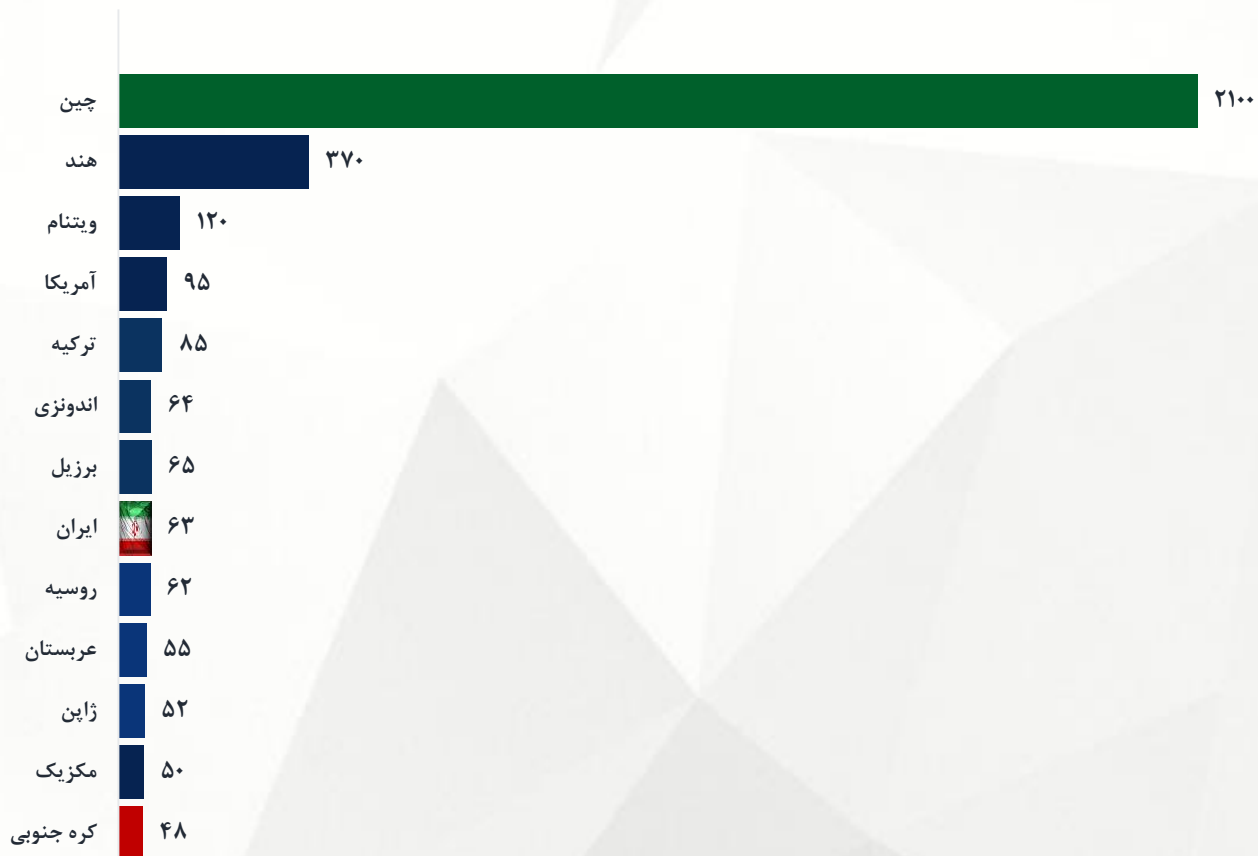 چین ۲۱۰۰
هند ۳۷۰
ویتنام ۱۲۰
آمریکا ۹۵
ترکیه ۸۵
اندونزی ۶۴
برزیل ۶۵
ایران ۶۳
روسیه ۶۲
عربستان ۵۵
ژاپن ۵۲
مکزیک ۵۰
کره جنوبی ۴۸